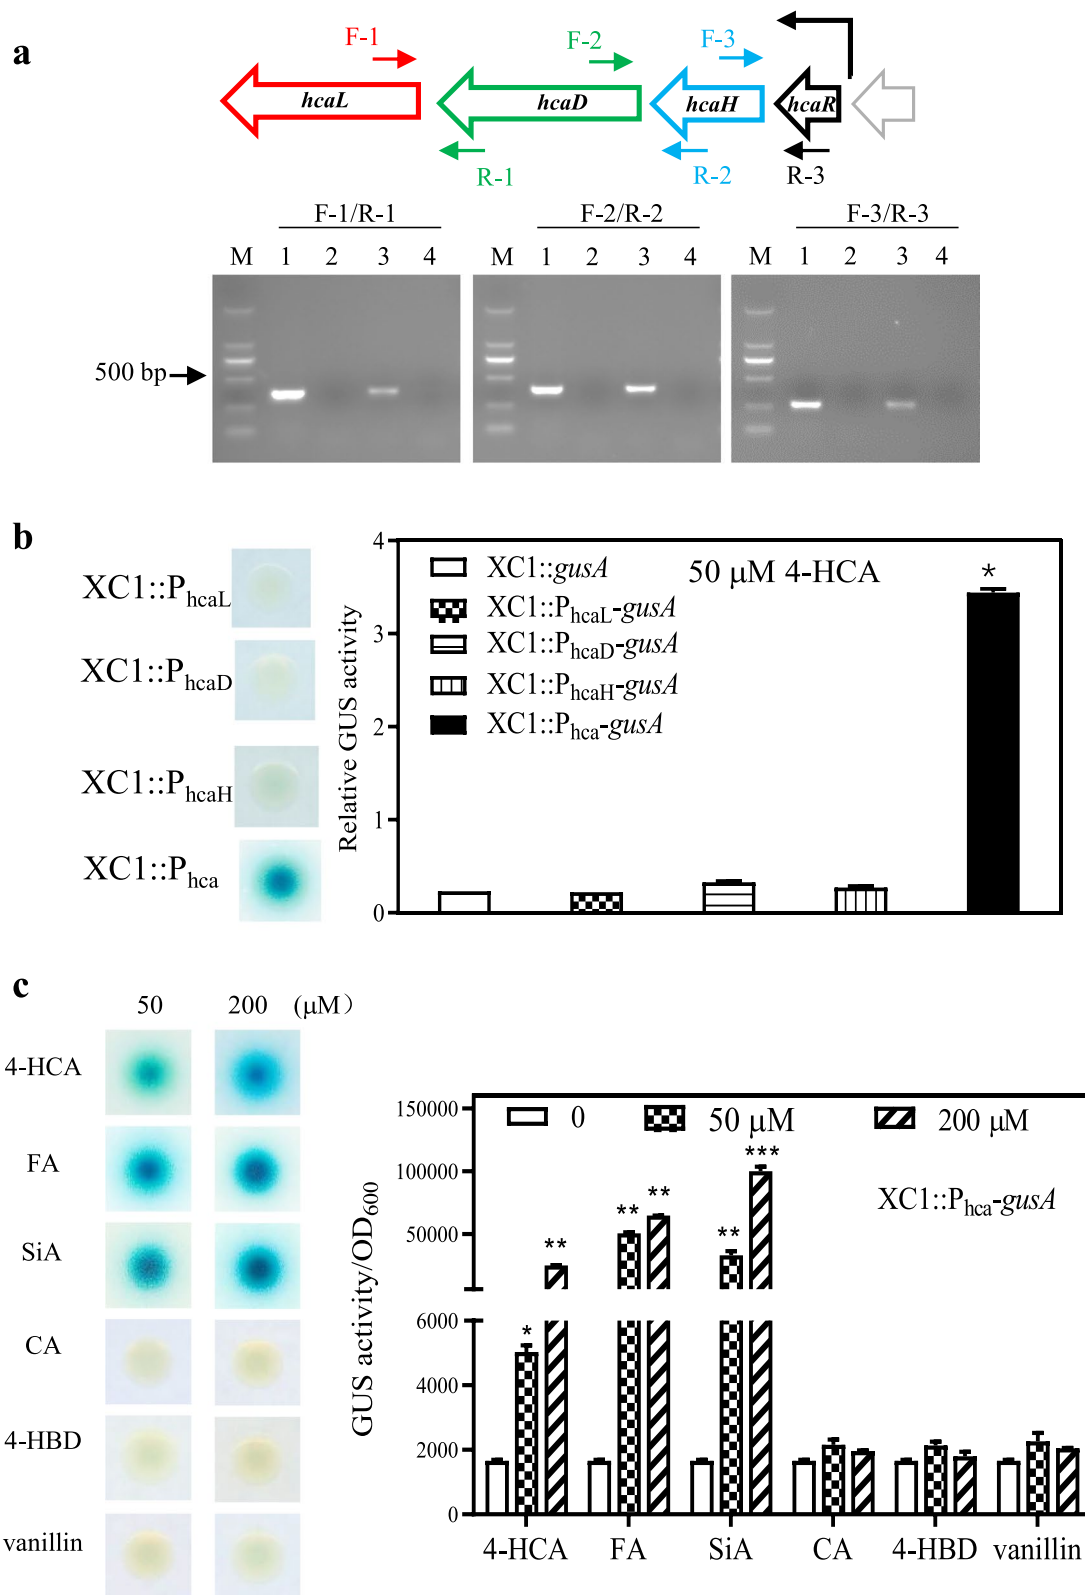 a
F-1 F-2 F-3
hcaL hcaD hcaH hcaR
R-1 R-2 R-3
F-1/R-1 F-2/R-2 F-3/R-3
M 1 2 3 4 M 1 2 3 4 M 1 2 3 4
500 bp
b
XC1::PhcaL
XC1::PhcaD
XC1::PhcaH
XC1::Phca
Relative GUS activity
4
3
2
1
0
50 μM 4-HCA
XC1::gusA
XC1::PhcaL-gusA
XC1::PhcaD-gusA
XC1::PhcaH-gusA
XC1::Phca-gusA
*
c
50 200 (μM）
4-HCA
FA
SiA
CA
4-HBD
vanillin
GUS activity/OD600
150000
100000
50000
6000
4000
2000
0
0 50 μM 200 μM
XC1::Phca-gusA
* ** ** ** ** ***
4-HCA FA SiA CA 4-HBD vanillin